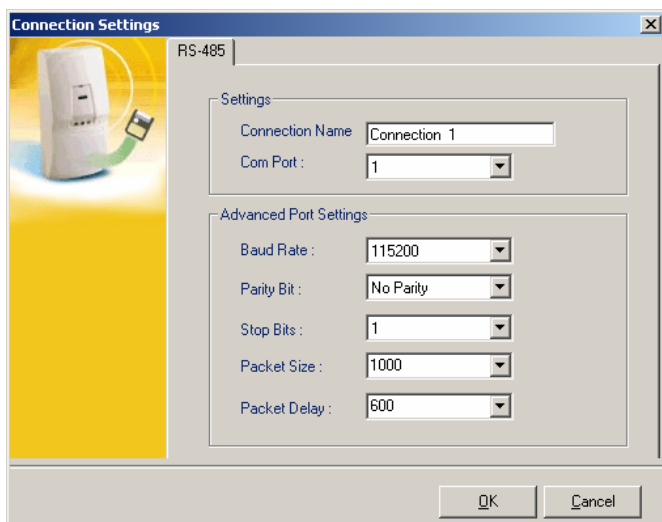 Connection Settings
RS-485
Settings
Connection Name Connection 1
Com Port : 1
Advanced Port Settings
Baud Rate : 115200
Parity Bit : No Parity
Stop Bits : 1
Packet Size : 1000
Packet Delay : 600
OK Cancel